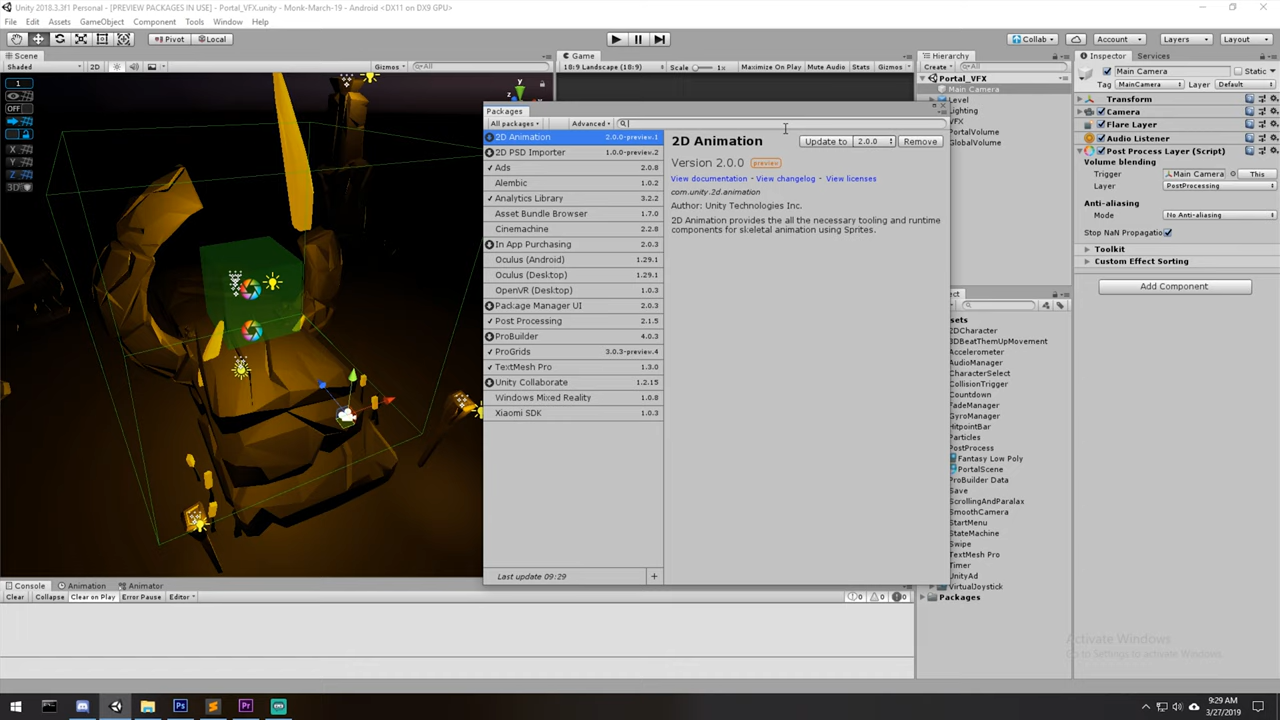 Unity 2018.3.3f1 Personal - [PREVIEW PACKAGES IN USE] - Portal_VFX.unity - Monk-March-19 - Android <DX11 on DX9 GPU>
File Edit Assets GameObject Component Tools Window Help
Pivot Local Collab Account Layers Layout
Scene Game Hierarchy Inspector Services
Shaded 2D Gizmos All Scale 1x Maximize On Play Mute Audio Stats Gizmos Create All
Main Camera Static
Tag MainCamera Layer Default
Portal_VFX
Main Camera
Level
Lighting
VFX
PortalVolume
GlobalVolume
1
OFF
X
Y
Z
3D
y
Transform
Camera
Flare Layer
Audio Listener
Post Process Layer (Script)
Volume blending
Trigger Main Camera This
Layer PostProcessing
Anti-aliasing
Mode No Anti-aliasing
Stop NaN Propagatio
Toolkit
Custom Effect Sorting
Add Component
Packages
All packages Advanced
2D Animation 2.0.0-preview.1
2D PSD Importer 1.0.0-preview.2
Ads 2.0.8
Alembic 1.0.2
Analytics Library 3.2.2
Asset Bundle Browser 1.7.0
Cinemachine 2.2.8
In App Purchasing 2.0.3
Oculus (Android) 1.29.1
Oculus (Desktop) 1.29.1
OpenVR (Desktop) 1.0.3
Package Manager UI 2.0.3
Post Processing 2.1.5
ProBuilder 4.0.3
ProGrids 3.0.3-preview.4
TextMesh Pro 1.3.0
Unity Collaborate 1.2.15
Windows Mixed Reality 1.0.8
Xiaomi SDK 1.0.3
Last update 09:29 +
2D Animation Update to 2.0.0 Remove
Version 2.0.0 preview
View documentation - View changelog - View licenses
com.unity.2d.animation
Author: Unity Technologies Inc.
2D Animation provides the all the necessary tooling and runtime
components for skeletal animation using Sprites.
ect
sets
2DCharacter
3DBeatThemUpMovement
Accelerometer
AudioManager
CharacterSelect
CollisionTrigger
Countdown
FadeManager
HitpointBar
Particles
PostProcess
Fantasy Low Poly
PortalScene
ProBuilder Data
Save
ScrollingAndParalax
SmoothCamera
StartMenu
StateMachine
Swipe
TextMesh Pro
Timer
UnityAd
VirtualJoystick
Packages
Console Animation Animator
Clear Collapse Clear on Play Error Pause Editor 0 0 0
Activate Windows
Go to Settings to activate Windows.
9:29 AM
3/27/2019